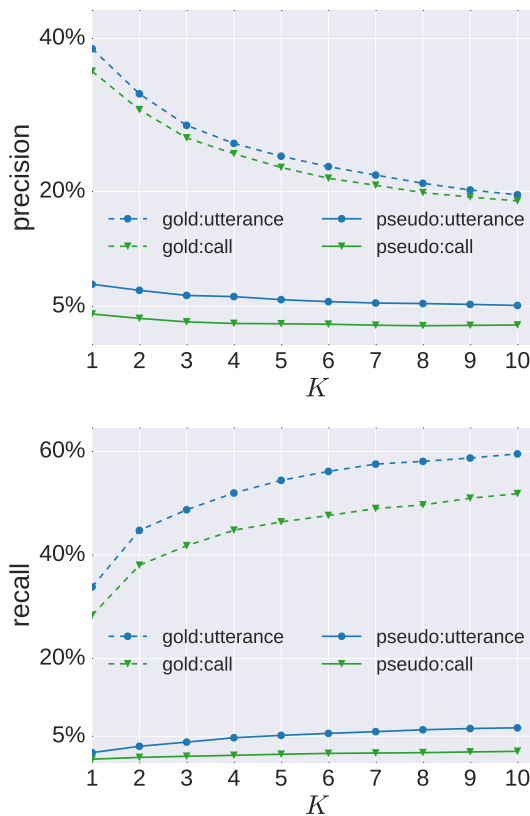 40%
20%
5%
precision
gold:utterance
gold:call
pseudo:utterance
pseudo:call
1 2 3 4 5 6 7 8 9 10
K
60%
40%
20%
5%
recall
gold:utterance
gold:call
pseudo:utterance
pseudo:call
1 2 3 4 5 6 7 8 9 10
K